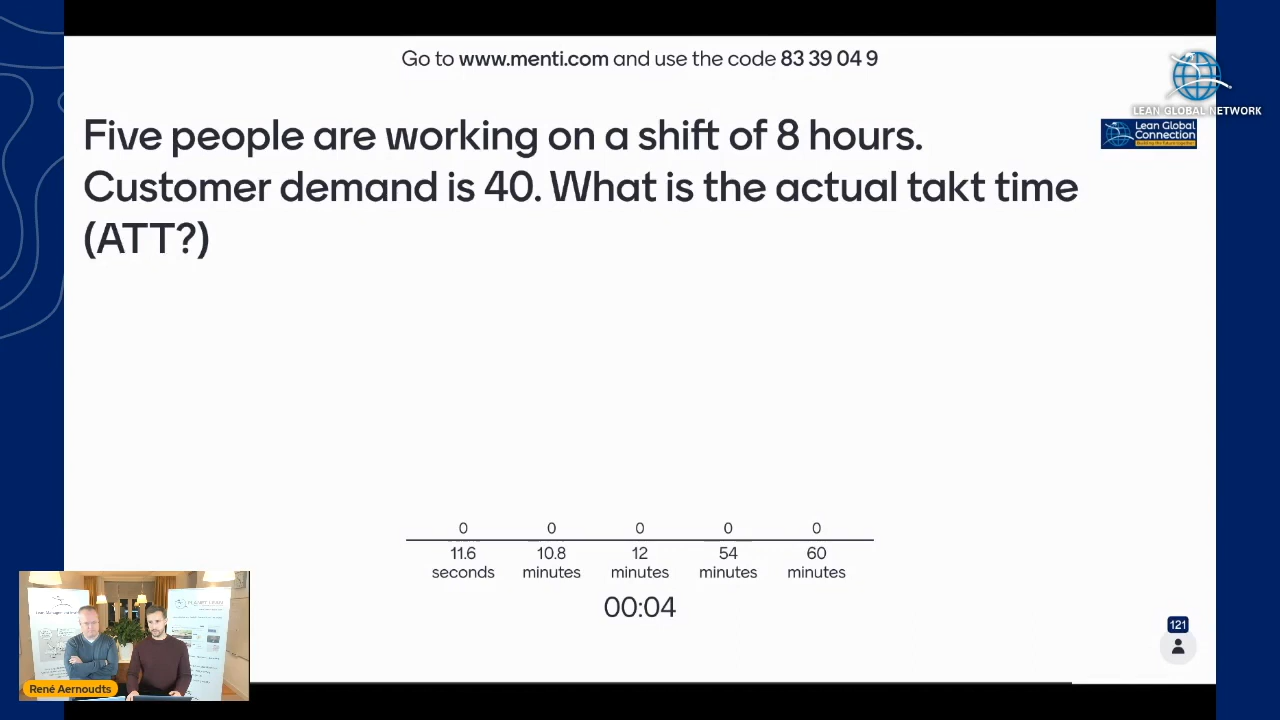 Go to www.menti.com and use the code 83 39 04 9
LEAN GLOBAL NETWORK
Lean Global
Connection
Five people are working on a shift of 8 hours.
Customer demand is 40. What is the actual takt time
(ATT?)
0 0 0 0 0
11.6 10.8 12 54 60
seconds minutes minutes minutes minutes
00:04
121
PLANET LEAN
René Aernoudts